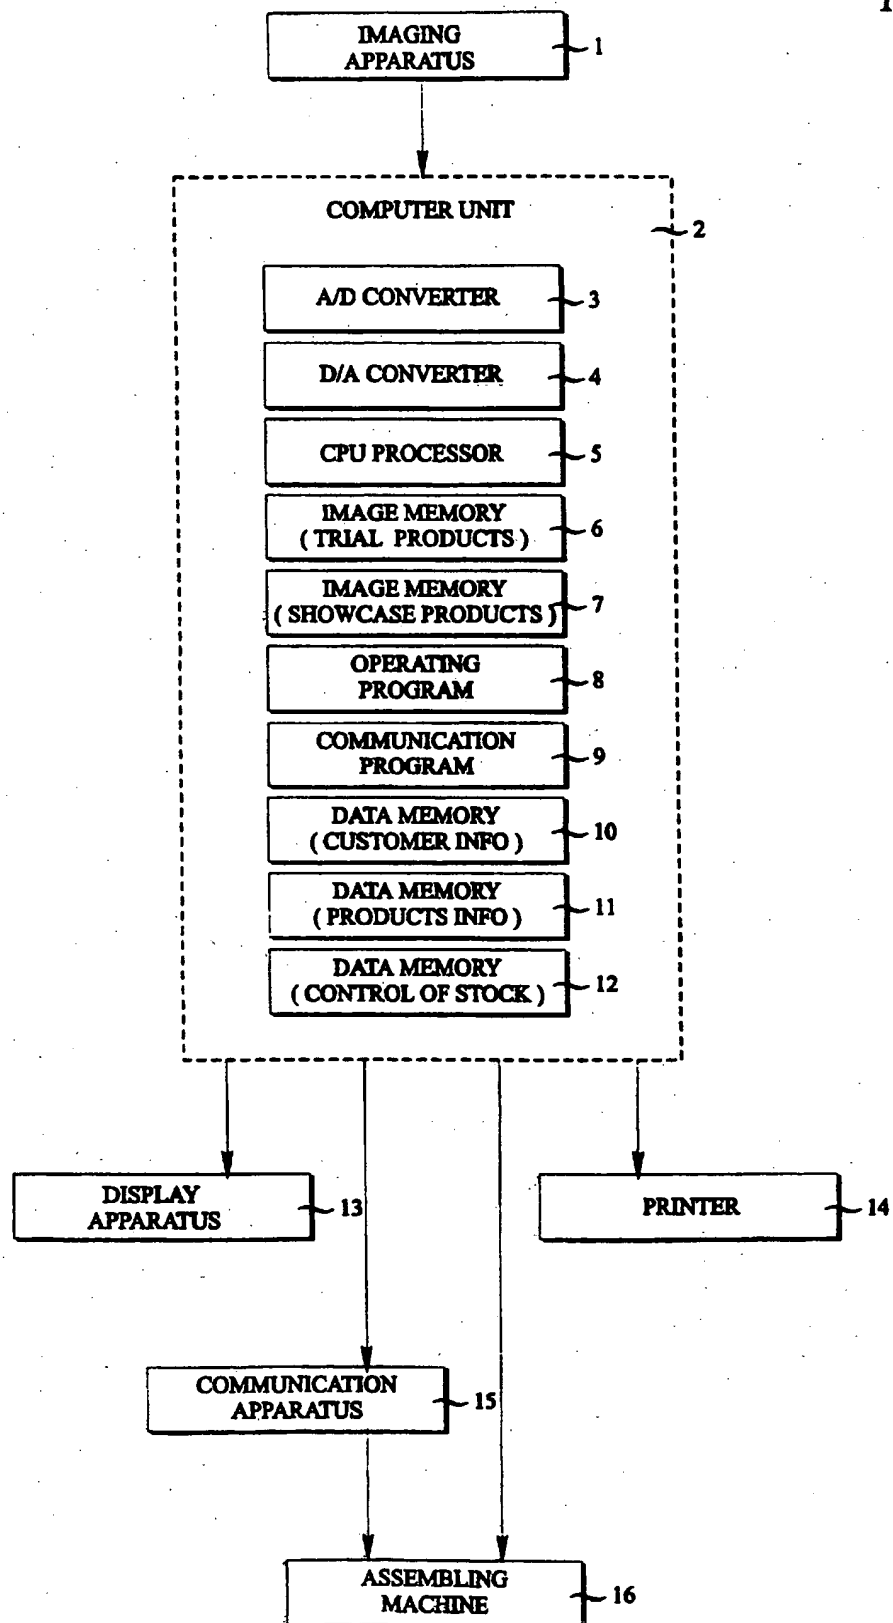 IMAGING
APPARATUS
1
COMPUTER UNIT
2
A/D CONVERTER
3
D/A CONVERTER
4
CPU PROCESSOR
5
IMAGE MEMORY
( TRIAL PRODUCTS )
6
IMAGE MEMORY
( SHOWCASE PRODUCTS )
7
OPERATING
PROGRAM
8
COMMUNICATION
PROGRAM
9
DATA MEMORY
( CUSTOMER INFO )
10
DATA MEMORY
( PRODUCTS INFO )
11
DATA MEMORY
( CONTROL OF STOCK )
12
DISPLAY
APPARATUS
13
PRINTER
14
COMMUNICATION
APPARATUS
15
ASSEMBLING
MACHINE
16